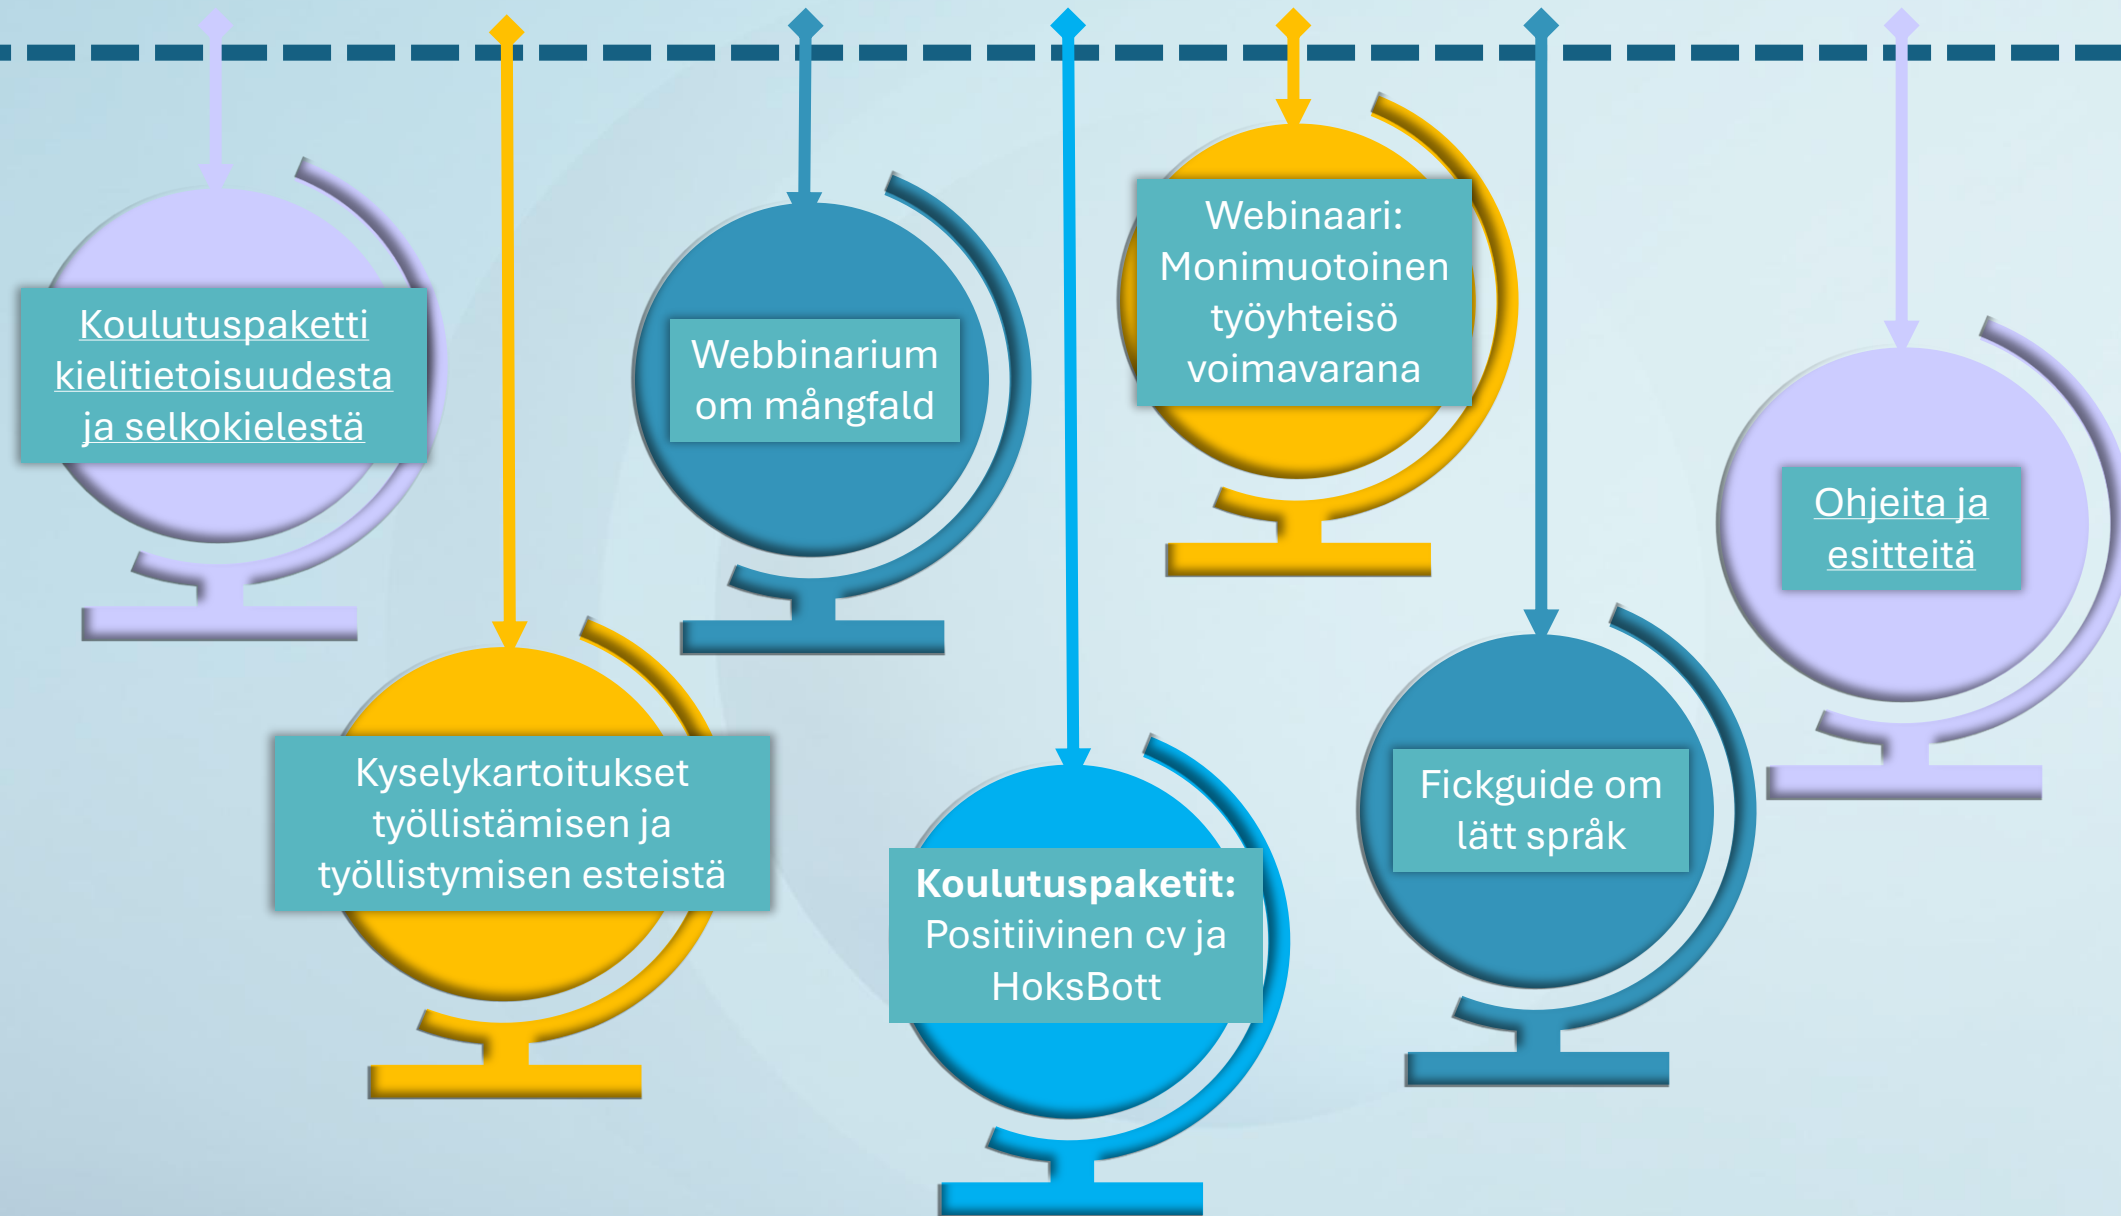 Koulutuspaketti
kielitietoisuudesta
ja selkokielestä
Kyselykartoitukset
työllistämisen ja
työllistymisen esteistä
Webbinarium
om mångfald
Koulutuspaketit:
Positiivinen cv ja
HoksBott
Webinaari:
Monimuotoinen
työyhteisö
voimavarana
Fickguide om
lätt språk
Ohjeita ja
esitteitä